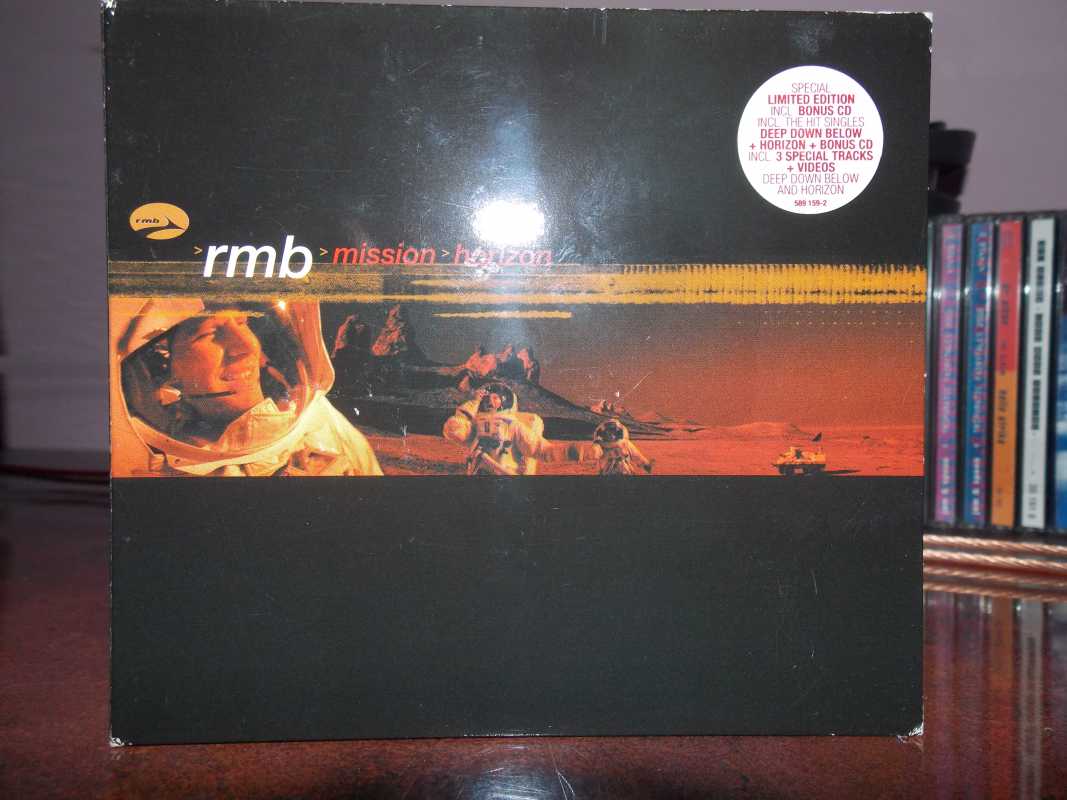 SPECIAL
LIMITED EDITION
INCL. BONUS CD
INCL. THE HIT SINGLES
DEEP DOWN BELOW
+ HORIZON + BONUS CD
INCL. 3 SPECIAL TRACKS
+ VIDEOS
DEEP DOWN BELOW
AND HORIZON
589 159-2
rmb
>rmb >mission >horizon